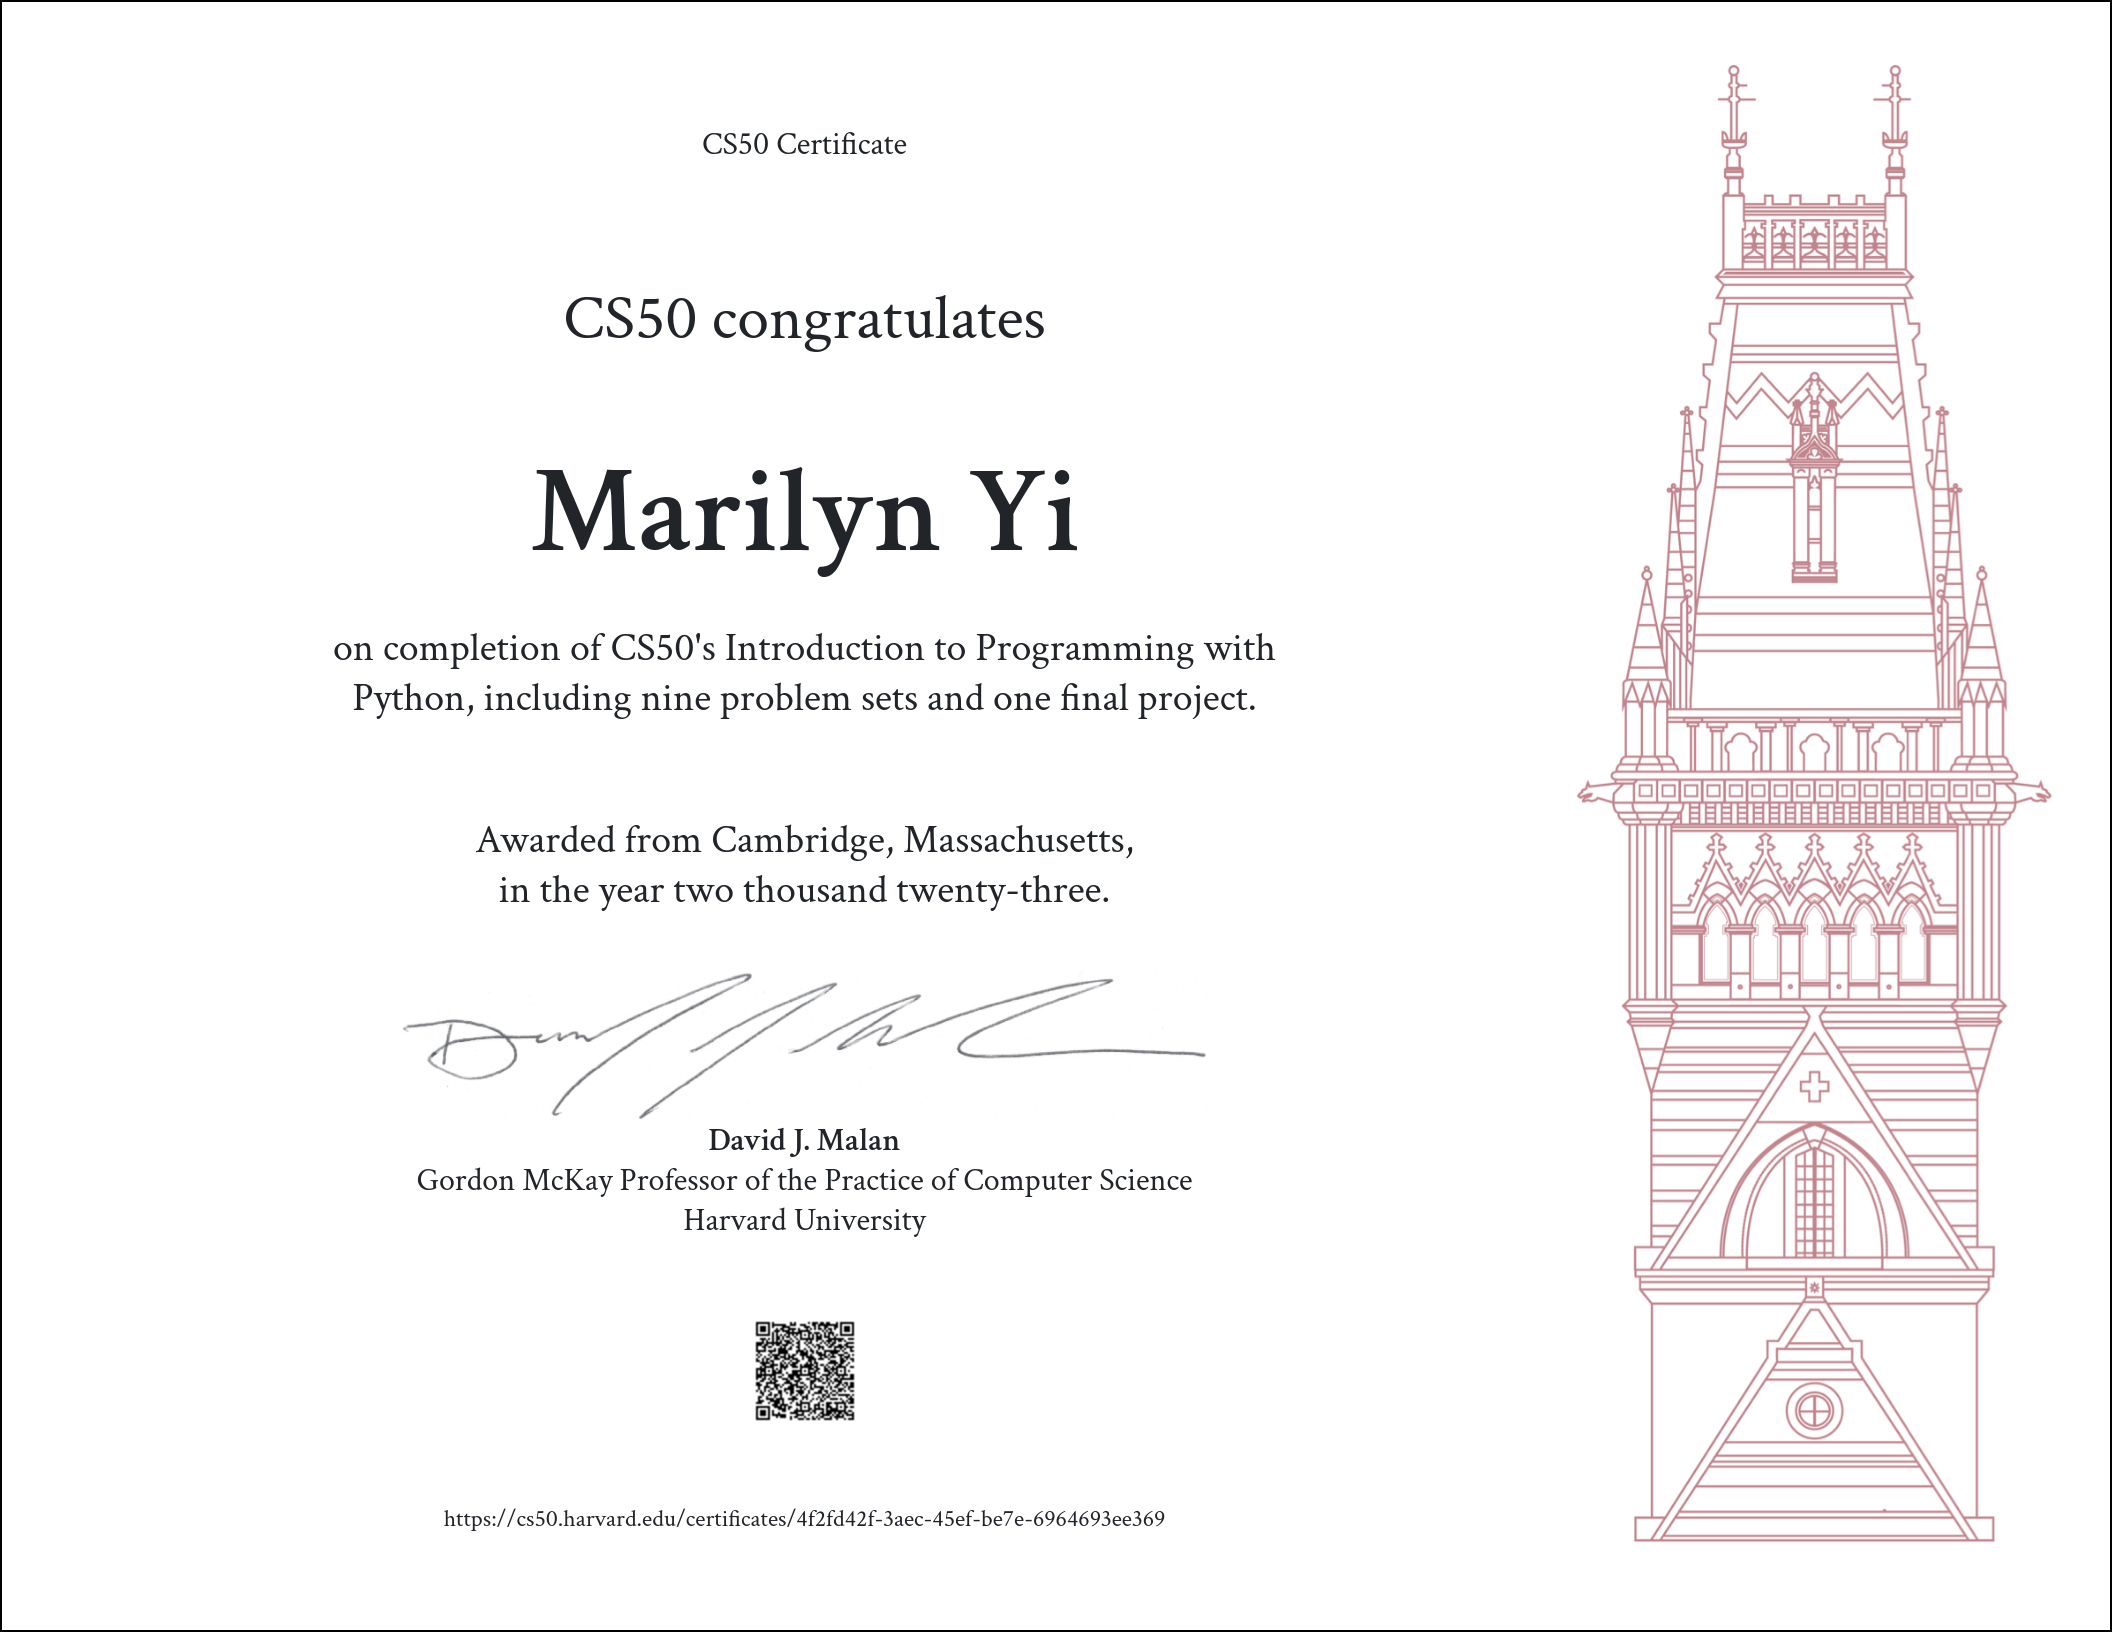 CS50 Certificate
CS50 congratulates
Marilyn Yi
on completion of CS50's Introduction to Programming with
Python, including nine problem sets and one final project.
Awarded from Cambridge, Massachusetts,
in the year two thousand twenty-three.
David J. Malan
Gordon McKay Professor of the Practice of Computer Science
Harvard University
https://cs50.harvard.edu/certificates/4f2fd42f-3aec-45ef-be7e-6964693ee369